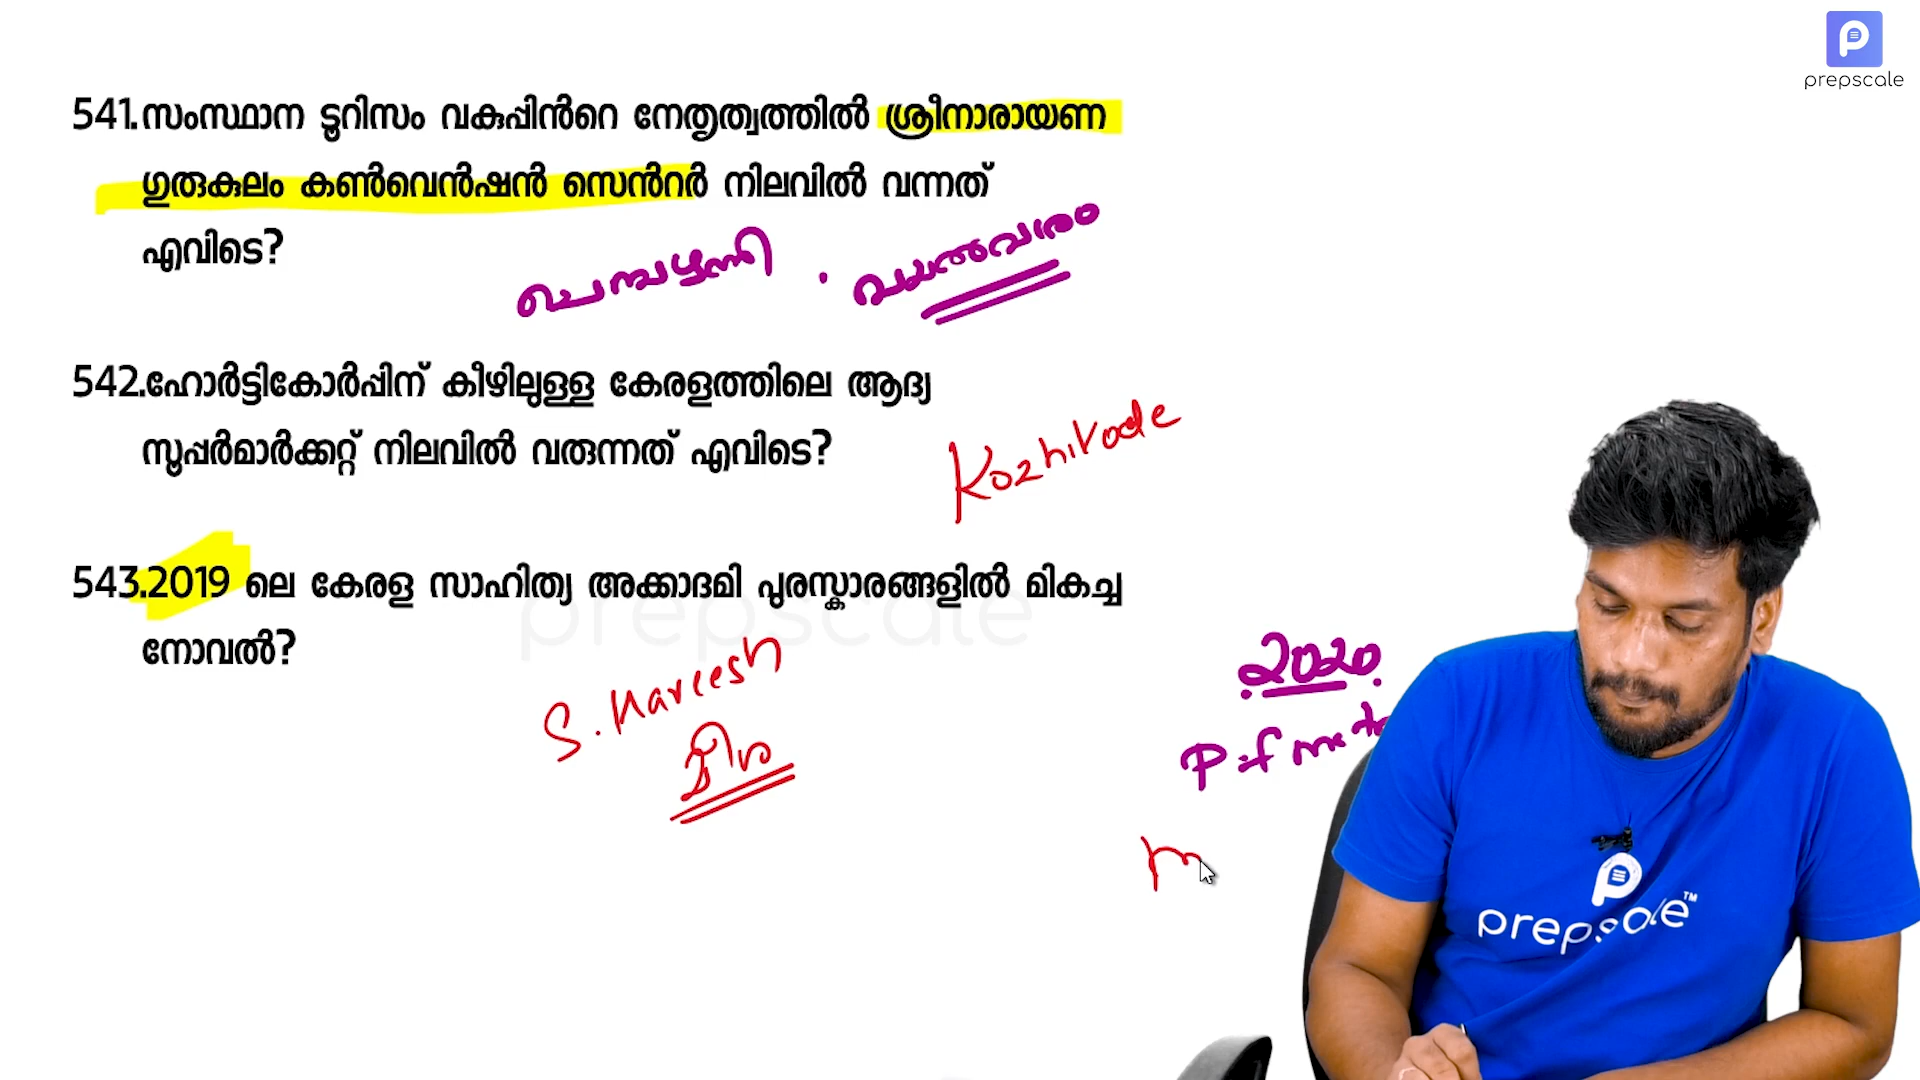 prepscale
541.സംസ്ഥാന ടൂറിസം വകുപ്പിൻറെ നേതൃത്വത്തിൽ ശ്രീനാരായണ
ഗുരുകുലം കൺവെൻഷൻ സെൻറർ നിലവിൽ വന്നത്
എവിടെ?
ചെമ്പഴന്തി
542.ഹോർട്ടികോർപ്പിന് കീഴിലുള്ള കേരളത്തിലെ ആദ്യ
സൂപ്പർമാർക്കറ്റ് നിലവിൽ വരുന്നത് എവിടെ?
Kozhikode
543.2019 ലെ കേരള സാഹിത്യ അക്കാദമി പുരസ്കാരങ്ങളിൽ മികച്ച
നോവൽ?
prepscale
S. Hareesh
മീശ
2020
P.F
prepscale™